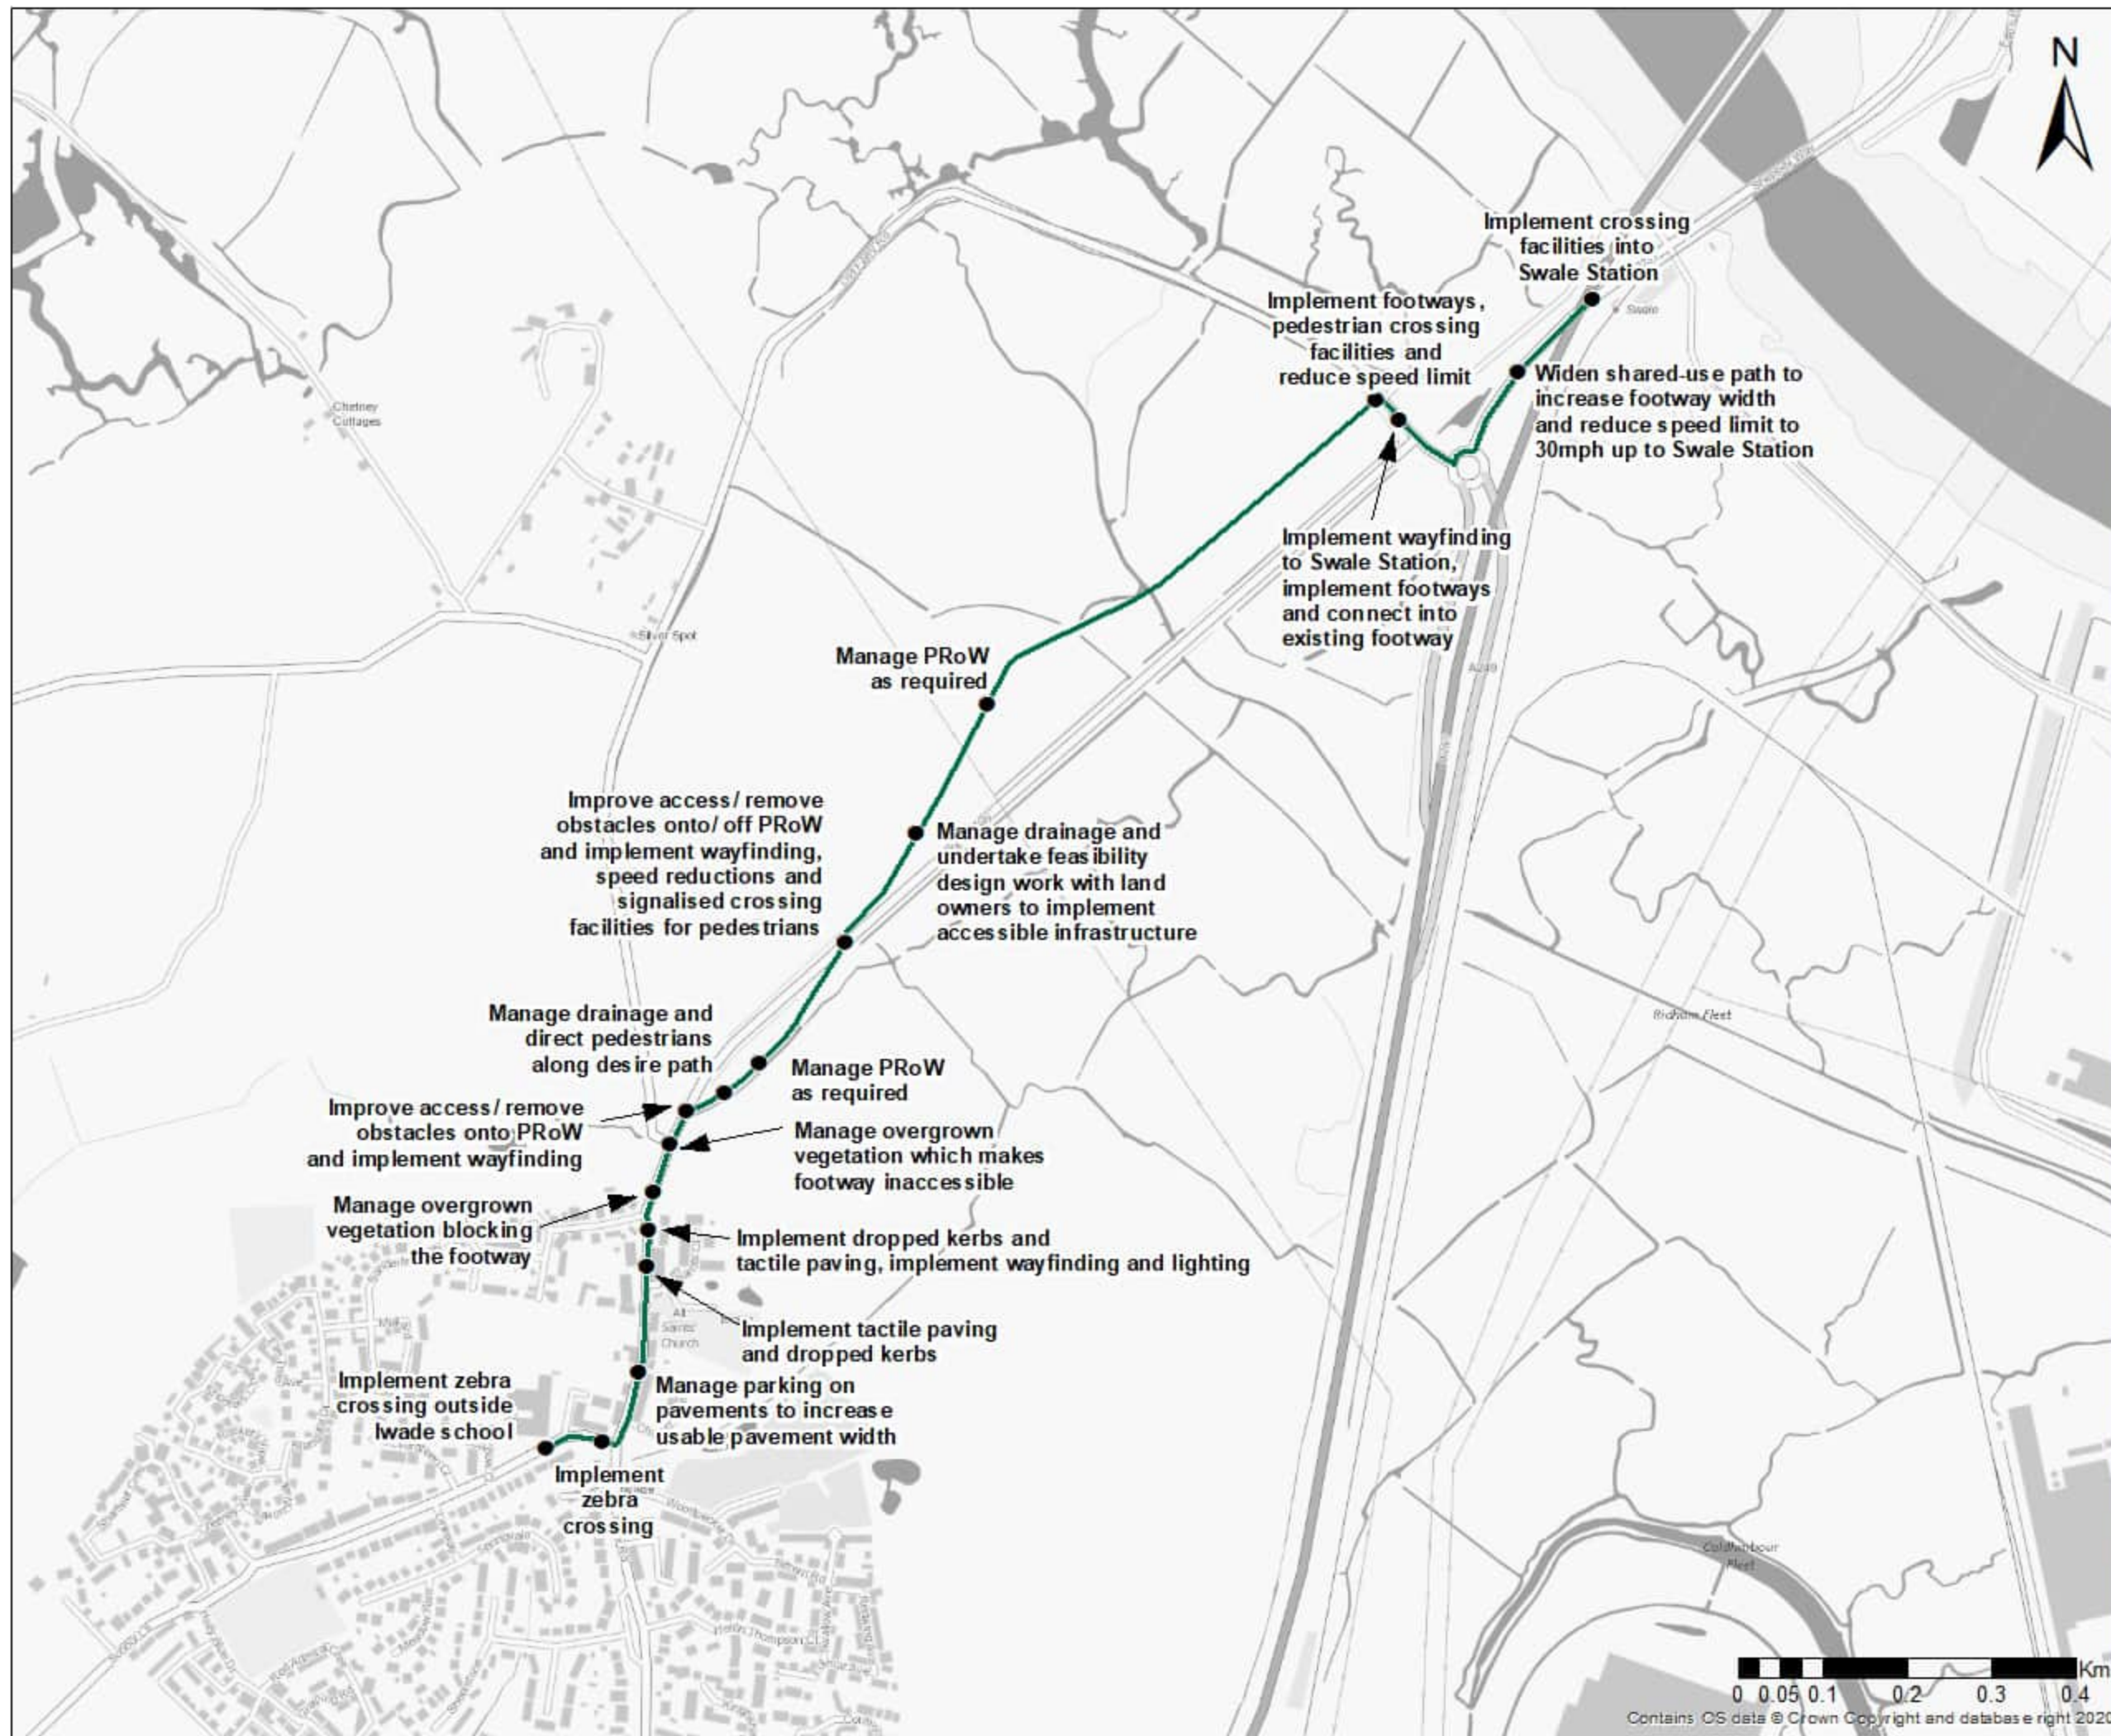 N
Implement crossing
facilities into
Swale Station
Swale
Implement footways,
pedestrian crossing
facilities and
reduce speed limit
Widen shared-use path to
increase footway width
and reduce speed limit to
30mph up to Swale Station
Chetney
Cottages
Implement wayfinding
to Swale Station,
implement footways
and connect into
existing footway
Silver Spot
Manage PRoW
as required
A249
Improve access/ remove
obstacles onto/ off PRoW
and implement wayfinding,
speed reductions and
signalised crossing
facilities for pedestrians
Manage drainage and
undertake feasibility
design work with land
owners to implement
accessible infrastructure
Manage drainage and
direct pedestrians
along desire path
Ridham Fleet
Manage PRoW
as required
Improve access/ remove
obstacles onto PRoW
and implement wayfinding
Manage overgrown
vegetation which makes
footway inaccessible
Manage overgrown
vegetation blocking
the footway
Implement dropped kerbs and
tactile paving, implement wayfinding and lighting
All
Saints'
Church
Implement tactile paving
and dropped kerbs
Implement zebra
crossing outside
Iwade school
Manage parking on
pavements to increase
usable pavement width
Implement
zebra
crossing
Coldharbour
Fleet
Helen Thompson Cl
Km
0 0.05 0.1 0.2 0.3 0.4
Contains OS data © Crown Copyright and database right 2020